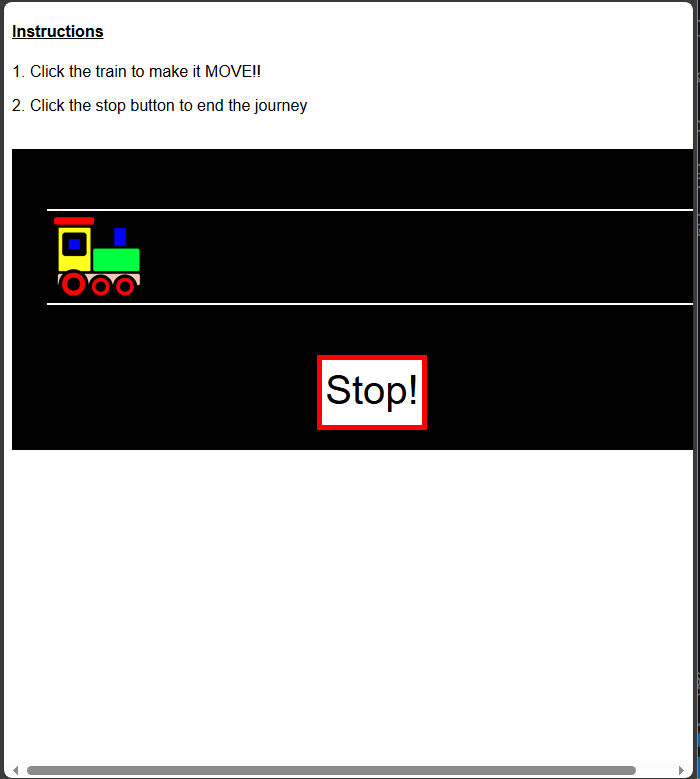 Instructions
1. Click the train to make it MOVE!!
2. Click the stop button to end the journey
Stop!